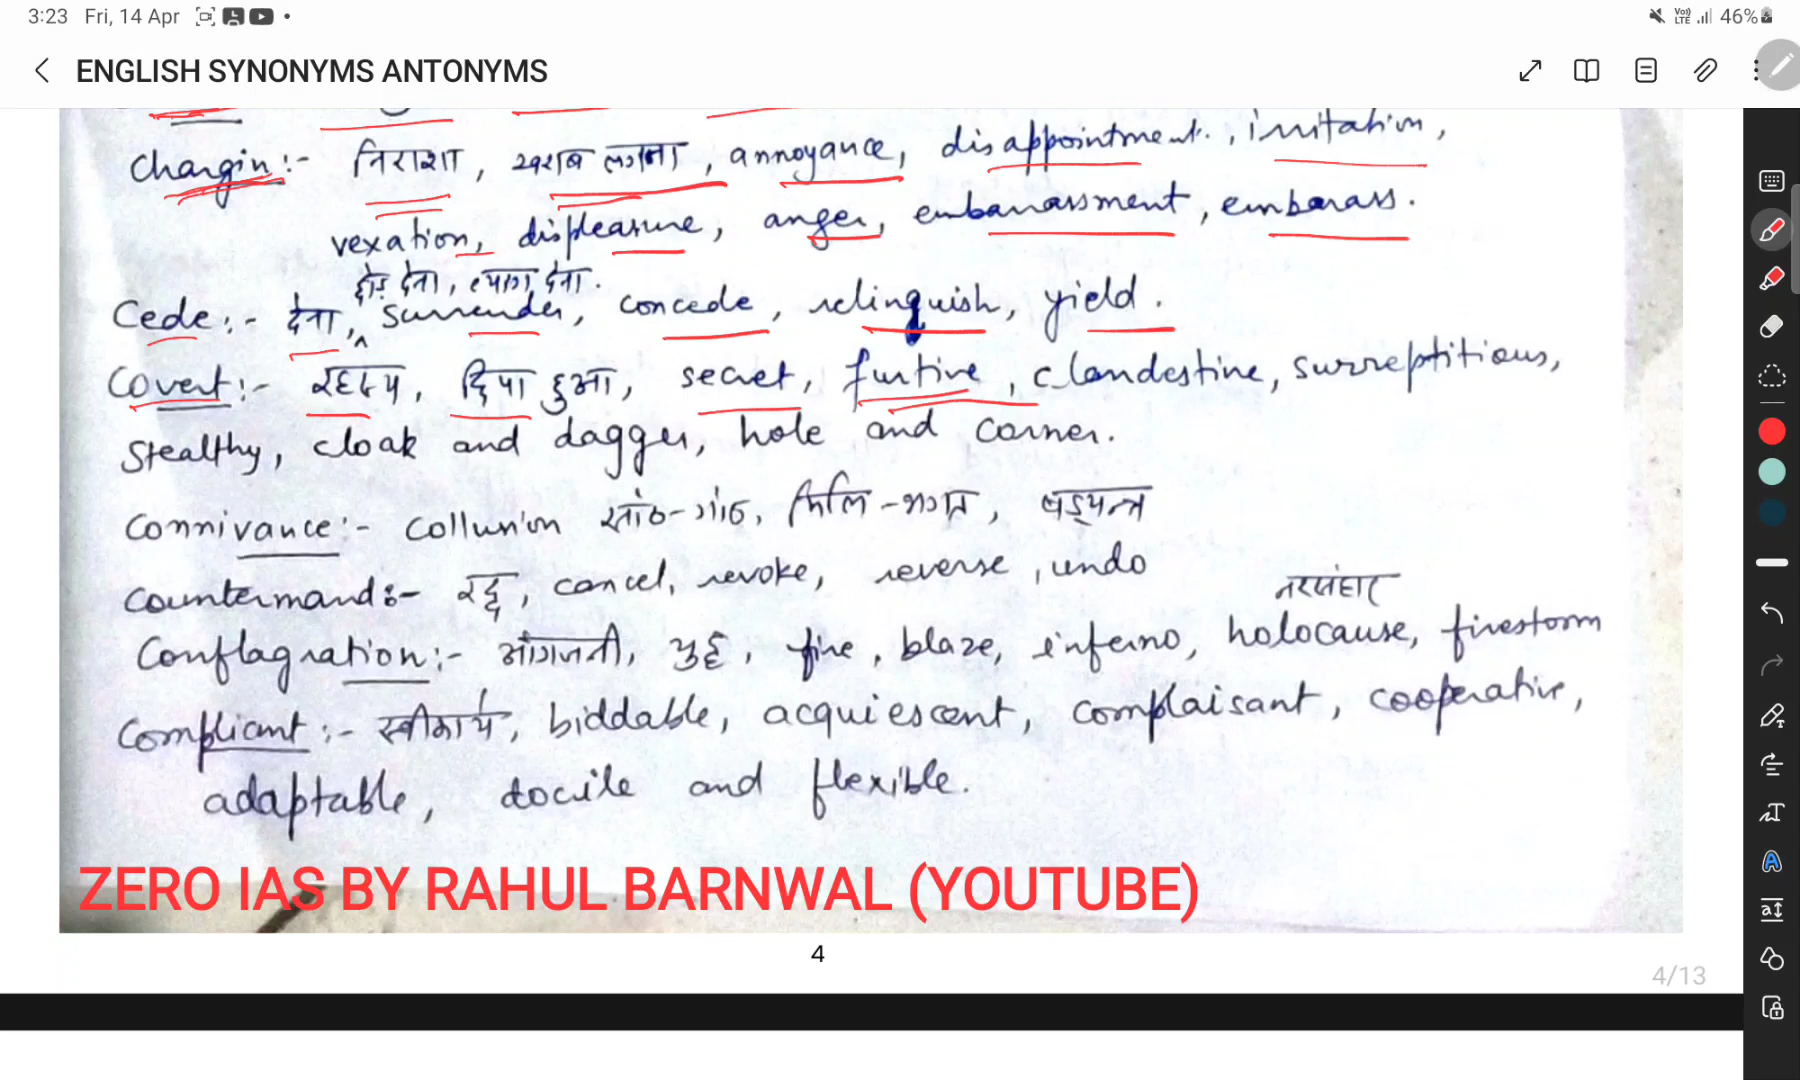 3:23 Fri, 14 Apr 46%
ENGLISH SYNONYMS ANTONYMS
Chargin:- निराशा, खराब लगना, annoyance, disappointment, irritation,
vexation, displeasure, anger, embarrassment, embarass.
छोड़ देना, त्याग देना.
Cede:- देना, surrender, concede, relinquish, yield.
Covert:- रहस्य, छिपा हुआ, secret, furtive, clandestine, surreptitious,
Stealthy, cloak and dagger, hole and corner.
Connivance:- collusion सांठ-गांठ, मिलि-भगत, षड्यन्त्र
Countermand:- रद्द, cancel, revoke, reverse, undo
नरसंहार
Conflagration:- आगजनी, युद्ध, fire, blaze, inferno, holocause, firestorm
Compliant:- स्वीकार्य, biddable, acquiescent, complaisant, cooperative,
adaptable, docile and flexible.
ZERO IAS BY RAHUL BARNWAL (YOUTUBE)
4
4/13